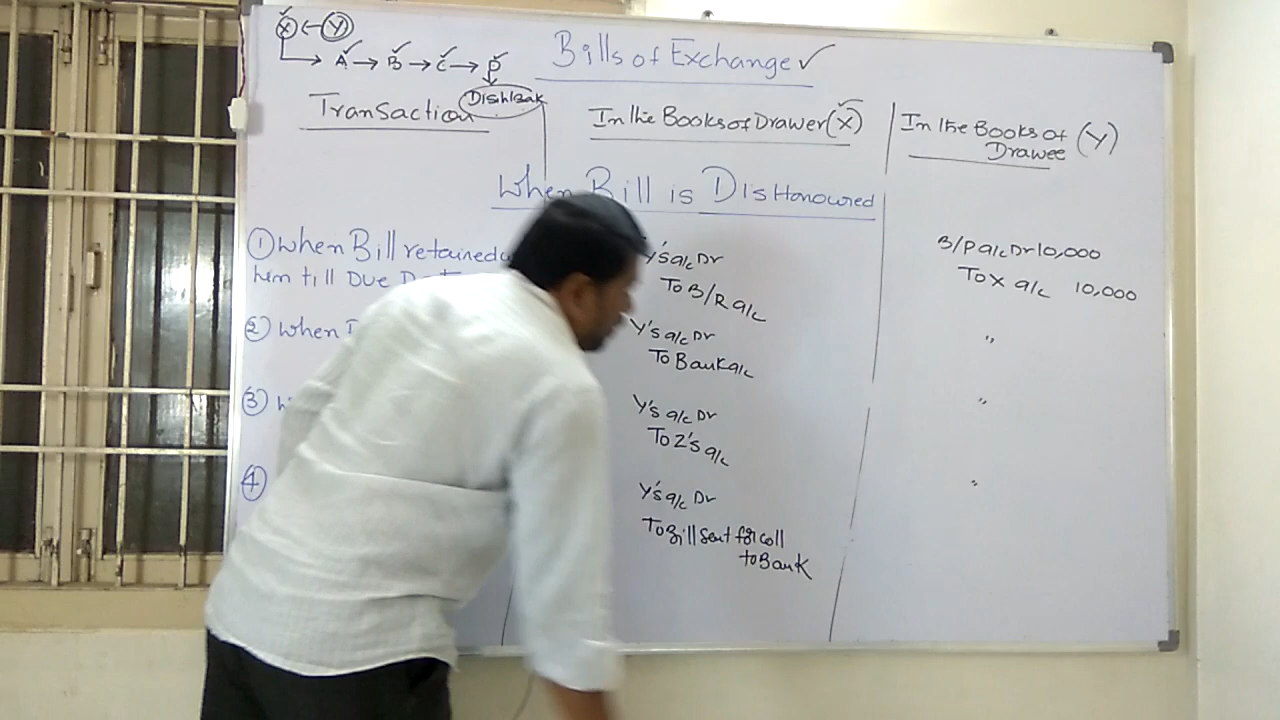 X ← Y
→ A → B → C → D
Bills of Exchange ✓
Transaction
In the Books of Drawer (X)
In the Books of Drawee (Y)
When Bill is DisHonoured
① When Bill retained
him till Due
Y's a/c Dr
To B/R a/c
B/P a/c Dr 10,000
To X a/c 10,000
② When
Y's a/c Dr
To Bank a/c
"
③
Y's a/c Dr
To Z's a/c
"
④
Y's a/c Dr
To Bill Sent for coll
to Bank
"